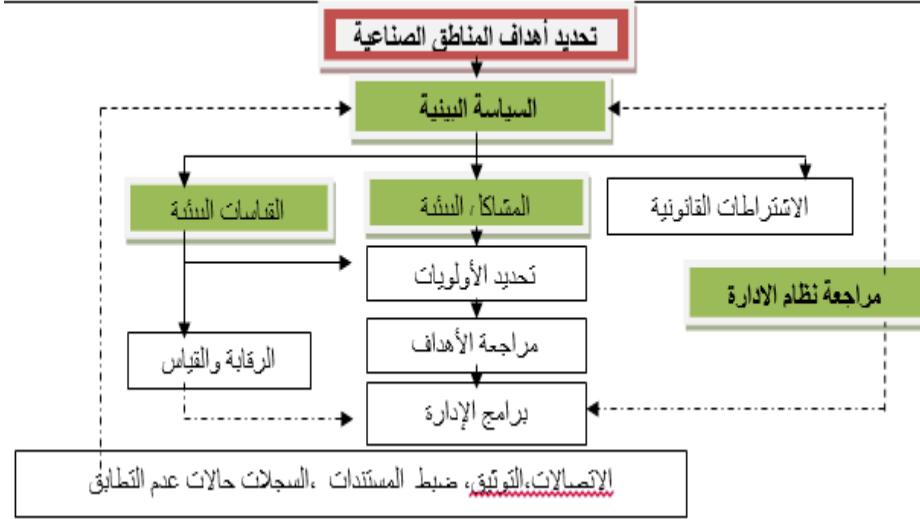 تحديد أهداف المناطق الصناعية
السياسة البيئية
الاشتراطات القانونية
المشاكل البيئية
القياسات البيئية
تحديد الأولويات
مراجعة نظام الادارة
مراجعة الأهداف
الرقابة والقياس
برامج الإدارة
الاتصالات،التوثيق، ضبط المستندات ،السجلات حالات عدم التطابق